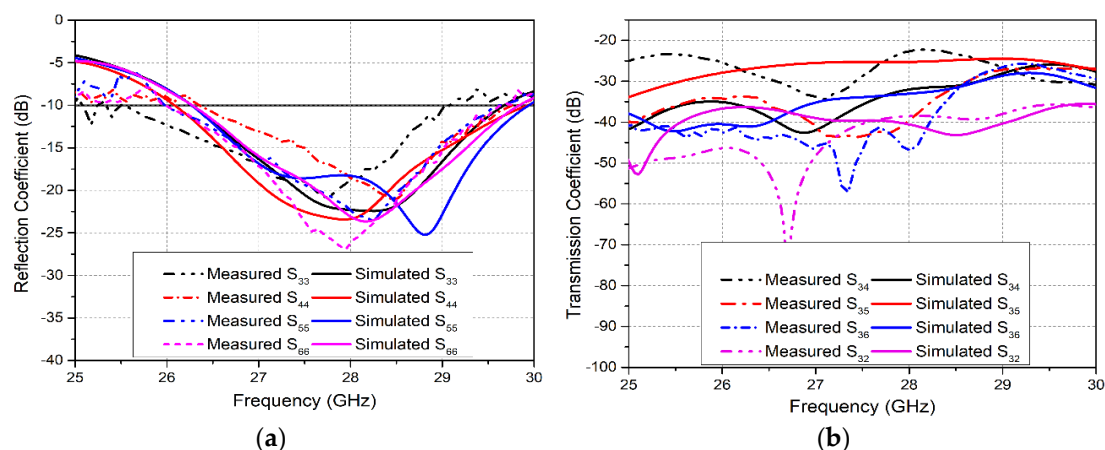 0
-5
-10
-15
-20
-25
-30
-35
-40
Reflection Coefficient (dB)
Measured S33 Simulated S33
Measured S44 Simulated S44
Measured S55 Simulated S55
Measured S66 Simulated S66
25 26 27 28 29 30
Frequency (GHz)
(a)
-20
-30
-40
-50
-60
-70
-80
-90
-100
Transmission Coefficient (dB)
Measured S34 Simulated S34
Measured S35 Simulated S35
Measured S36 Simulated S36
Measured S32 Simulated S32
25 26 27 28 29 30
Frequency (GHz)
(b)